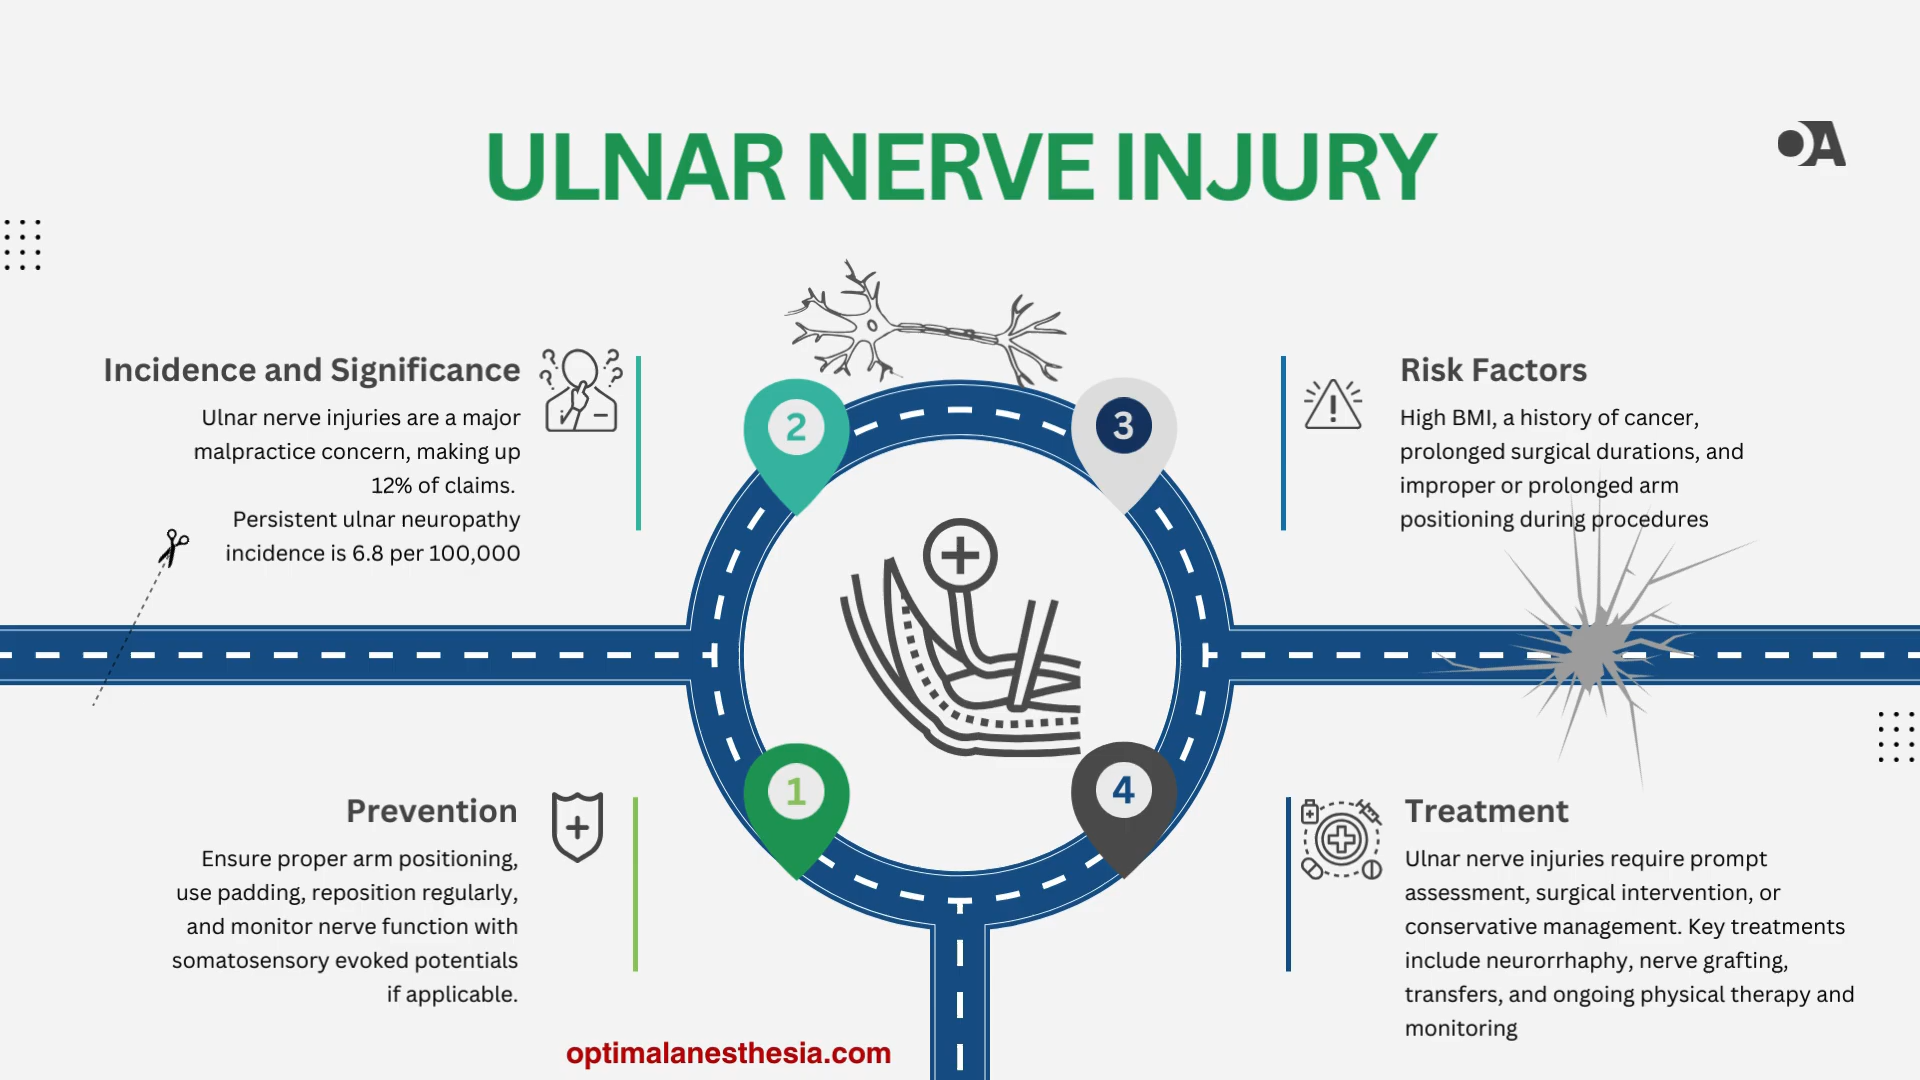 ULNAR NERVE INJURY
OA
Incidence and Significance
Ulnar nerve injuries are a major
malpractice concern, making up
12% of claims.
Persistent ulnar neuropathy
incidence is 6.8 per 100,000
2
3
Risk Factors
High BMI, a history of cancer,
prolonged surgical durations, and
improper or prolonged arm
positioning during procedures
Prevention
Ensure proper arm positioning,
use padding, reposition regularly,
and monitor nerve function with
somatosensory evoked potentials
if applicable.
1
4
Treatment
Ulnar nerve injuries require prompt
assessment, surgical intervention, or
conservative management. Key treatments
include neurorrhaphy, nerve grafting,
transfers, and ongoing physical therapy and
monitoring
optimalanesthesia.com